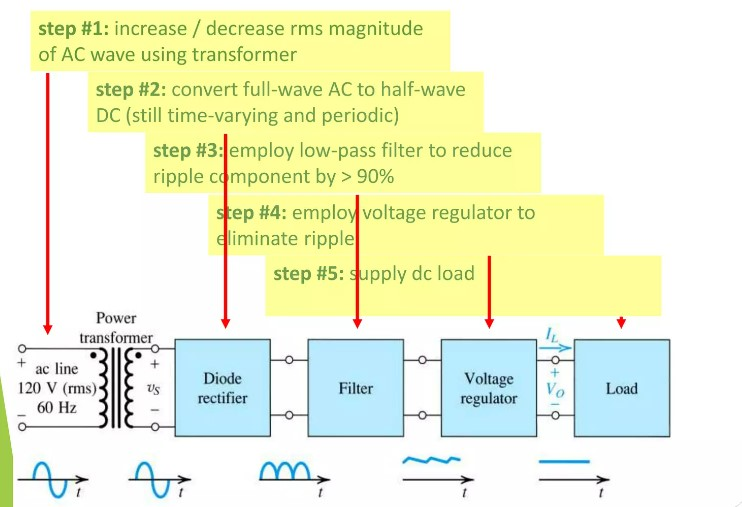 step #1: increase / decrease rms magnitude
of AC wave using transformer
step #2: convert full-wave AC to half-wave
DC (still time-varying and periodic)
step #3: employ low-pass filter to reduce
ripple component by > 90%
step #4: employ voltage regulator to
eliminate ripple
step #5: supply dc load
Power
transformer
+
ac line
120 V (rms)
60 Hz
–
+
vS
–
Diode
rectifier
Filter
Voltage
regulator
IL
+
VO
–
Load
t
t
t
t
t